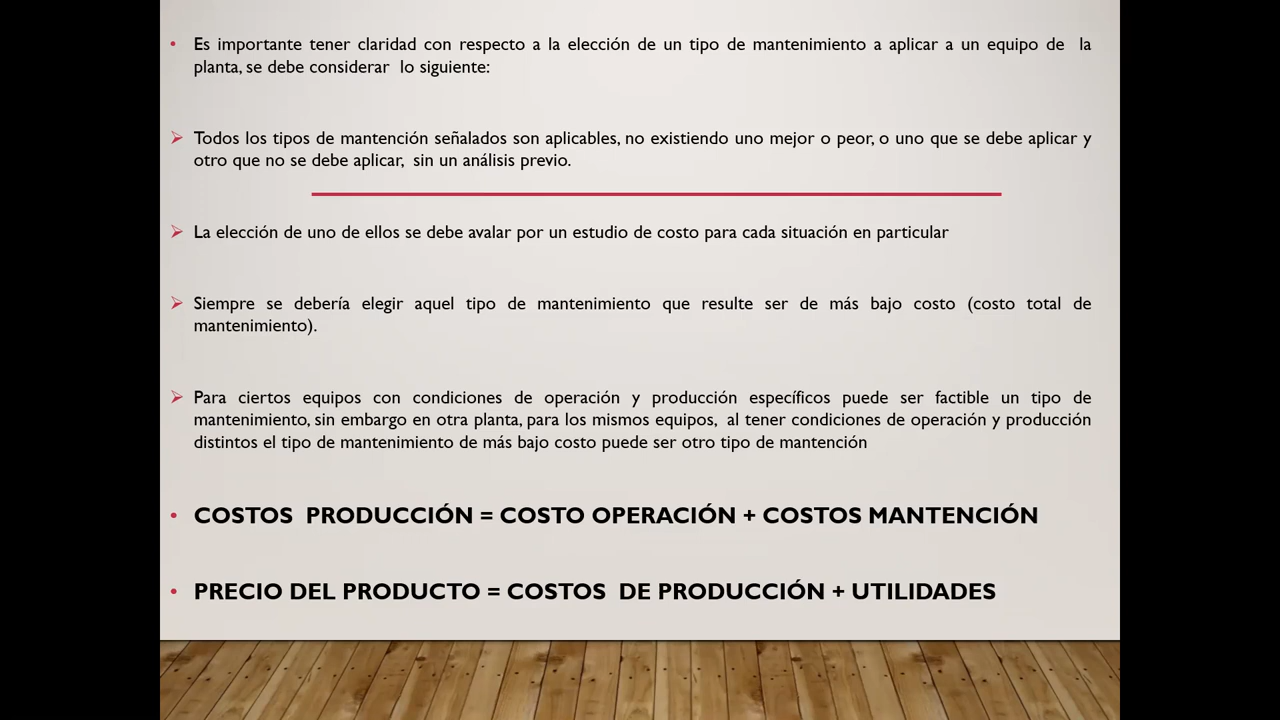 • Es importante tener claridad con respecto a la elección de un tipo de mantenimiento a aplicar a un equipo de la
planta, se debe considerar lo siguiente:
➢ Todos los tipos de mantención señalados son aplicables, no existiendo uno mejor o peor, o uno que se debe aplicar y
otro que no se debe aplicar, sin un análisis previo.
➢ La elección de uno de ellos se debe avalar por un estudio de costo para cada situación en particular
➢ Siempre se debería elegir aquel tipo de mantenimiento que resulte ser de más bajo costo (costo total de
mantenimiento).
➢ Para ciertos equipos con condiciones de operación y producción específicos puede ser factible un tipo de
mantenimiento, sin embargo en otra planta, para los mismos equipos, al tener condiciones de operación y producción
distintos el tipo de mantenimiento de más bajo costo puede ser otro tipo de mantención
• COSTOS PRODUCCIÓN = COSTO OPERACIÓN + COSTOS MANTENCIÓN
• PRECIO DEL PRODUCTO = COSTOS DE PRODUCCIÓN + UTILIDADES